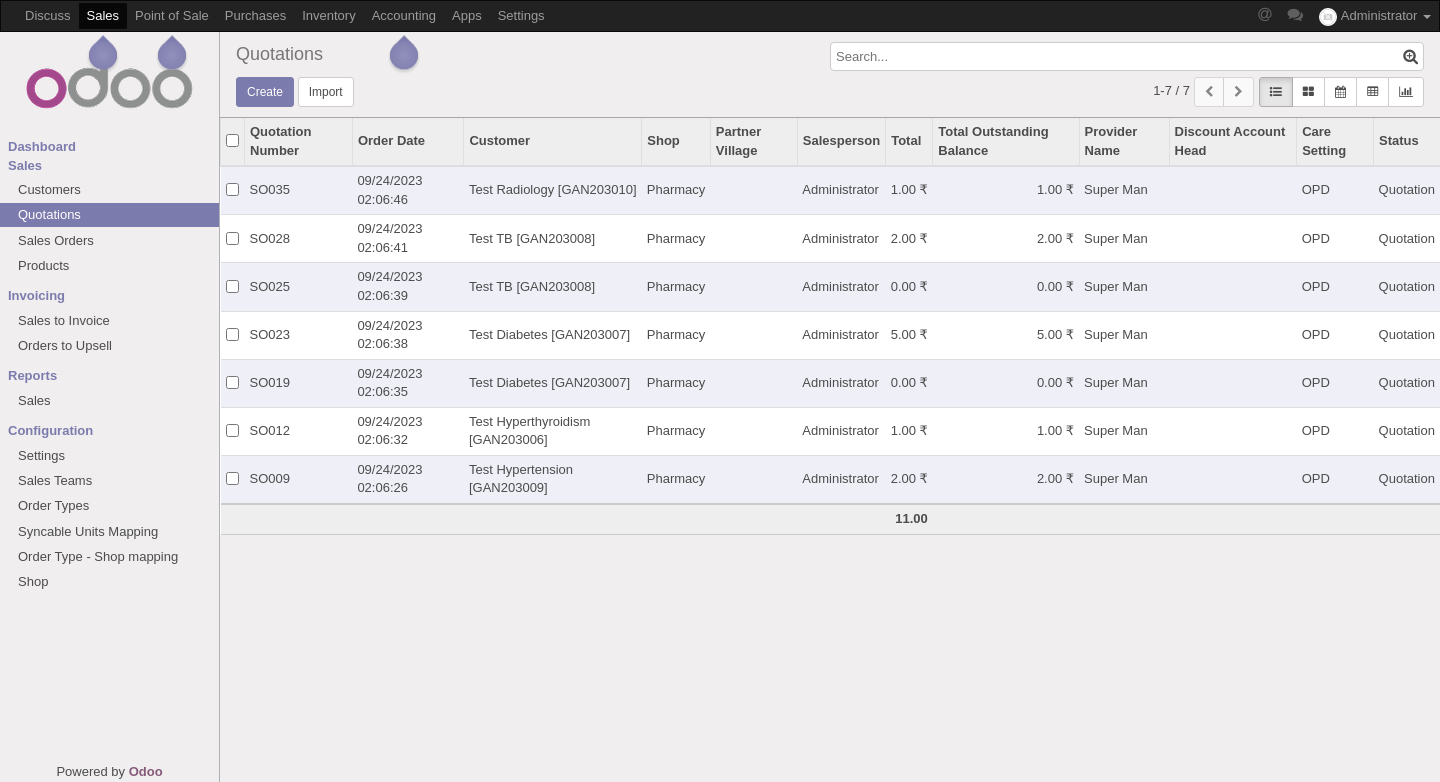 Discuss Sales Point of Sale Purchases Inventory Accounting Apps Settings @ Administrator
odoo
Quotations
Search...
Create Import
1-7 / 7
Dashboard
Sales
Customers
Quotations
Sales Orders
Products
Invoicing
Sales to Invoice
Orders to Upsell
Reports
Sales
Configuration
Settings
Sales Teams
Order Types
Syncable Units Mapping
Order Type - Shop mapping
Shop
Powered by Odoo
Quotation Number Order Date Customer Shop Partner Village Salesperson Total Total Outstanding Balance Provider Name Discount Account Head Care Setting Status
SO035 09/24/2023 02:06:46 Test Radiology [GAN203010] Pharmacy Administrator 1.00 ₹ 1.00 ₹ Super Man OPD Quotation
SO028 09/24/2023 02:06:41 Test TB [GAN203008] Pharmacy Administrator 2.00 ₹ 2.00 ₹ Super Man OPD Quotation
SO025 09/24/2023 02:06:39 Test TB [GAN203008] Pharmacy Administrator 0.00 ₹ 0.00 ₹ Super Man OPD Quotation
SO023 09/24/2023 02:06:38 Test Diabetes [GAN203007] Pharmacy Administrator 5.00 ₹ 5.00 ₹ Super Man OPD Quotation
SO019 09/24/2023 02:06:35 Test Diabetes [GAN203007] Pharmacy Administrator 0.00 ₹ 0.00 ₹ Super Man OPD Quotation
SO012 09/24/2023 02:06:32 Test Hyperthyroidism [GAN203006] Pharmacy Administrator 1.00 ₹ 1.00 ₹ Super Man OPD Quotation
SO009 09/24/2023 02:06:26 Test Hypertension [GAN203009] Pharmacy Administrator 2.00 ₹ 2.00 ₹ Super Man OPD Quotation
11.00